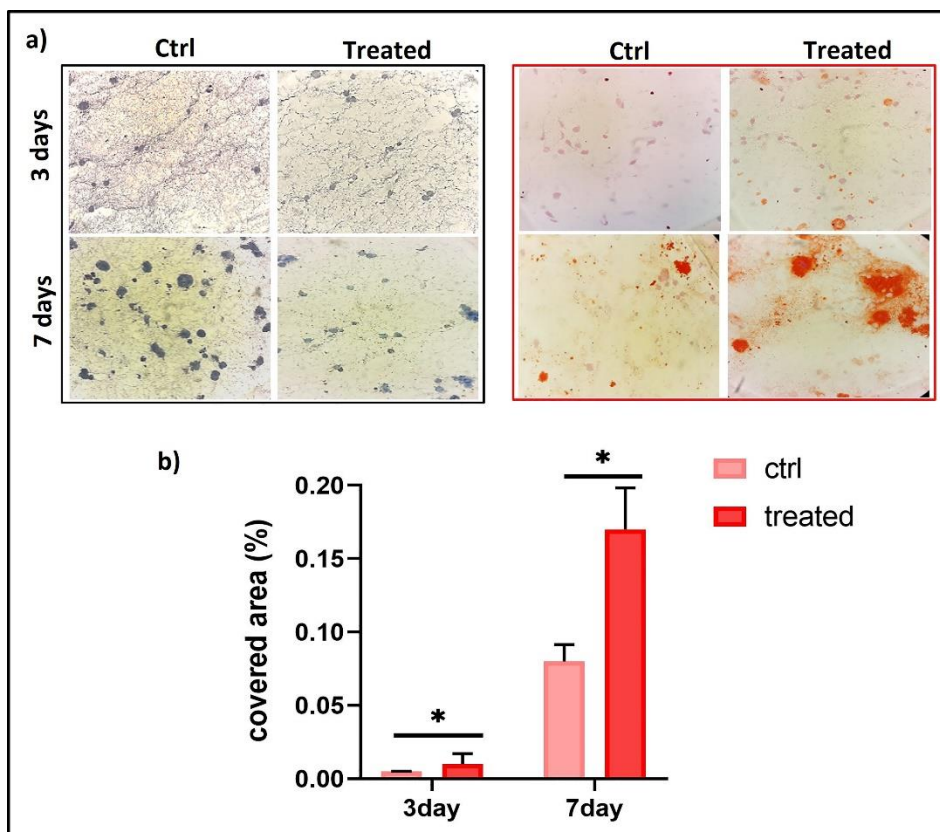 a)
Ctrl Treated Ctrl Treated
3 days
7 days
b)
* *
ctrl
treated
covered area (%)
0.20
0.15
0.10
0.05
0.00
3day 7day